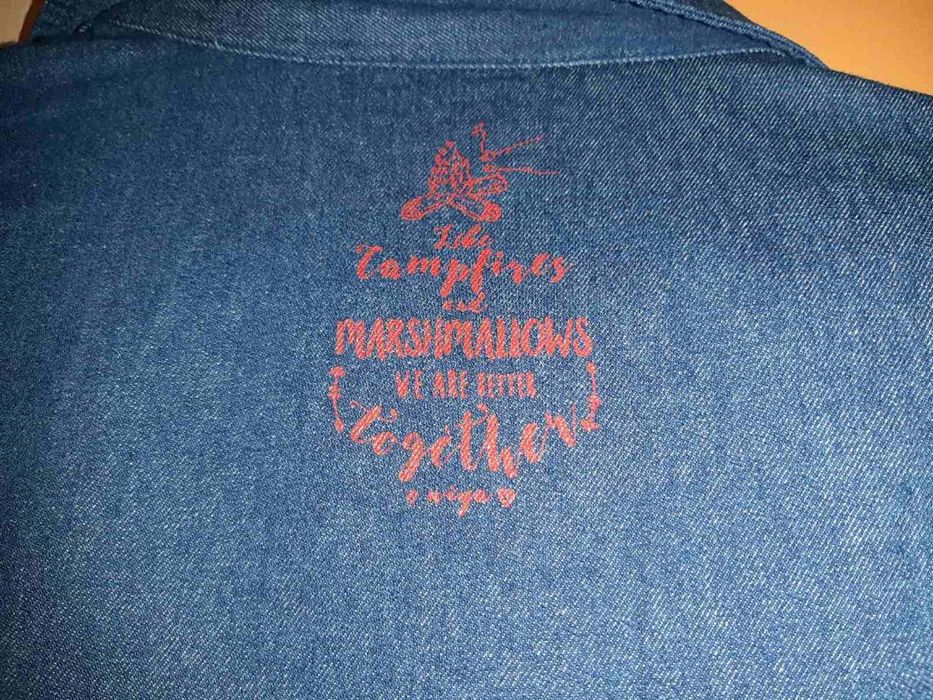 Like
Campfires
and
MARSHMALLOWS
WE ARE BETTER
together